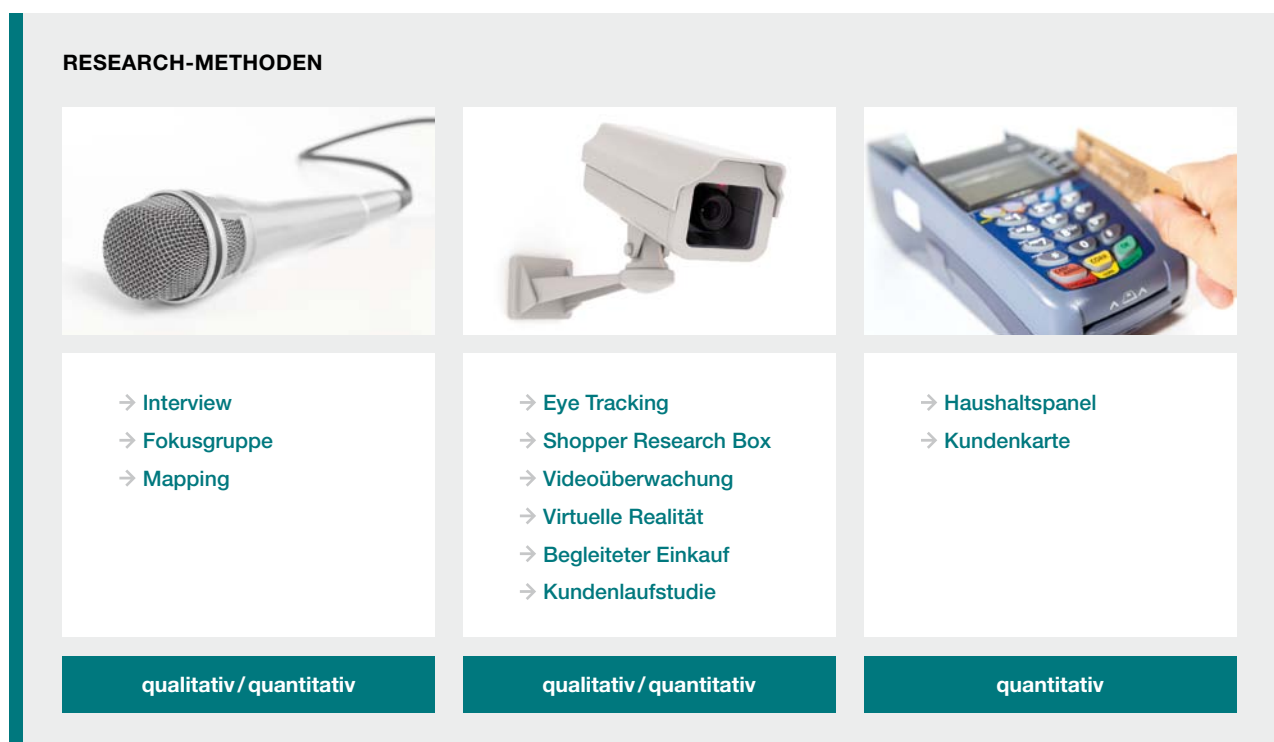 RESEARCH-METHODEN
→ Interview
→ Fokusgruppe
→ Mapping
→ Eye Tracking
→ Shopper Research Box
→ Videoüberwachung
→ Virtuelle Realität
→ Begleiteter Einkauf
→ Kundenlaufstudie
→ Haushaltspanel
→ Kundenkarte
qualitativ / quantitativ
qualitativ / quantitativ
quantitativ